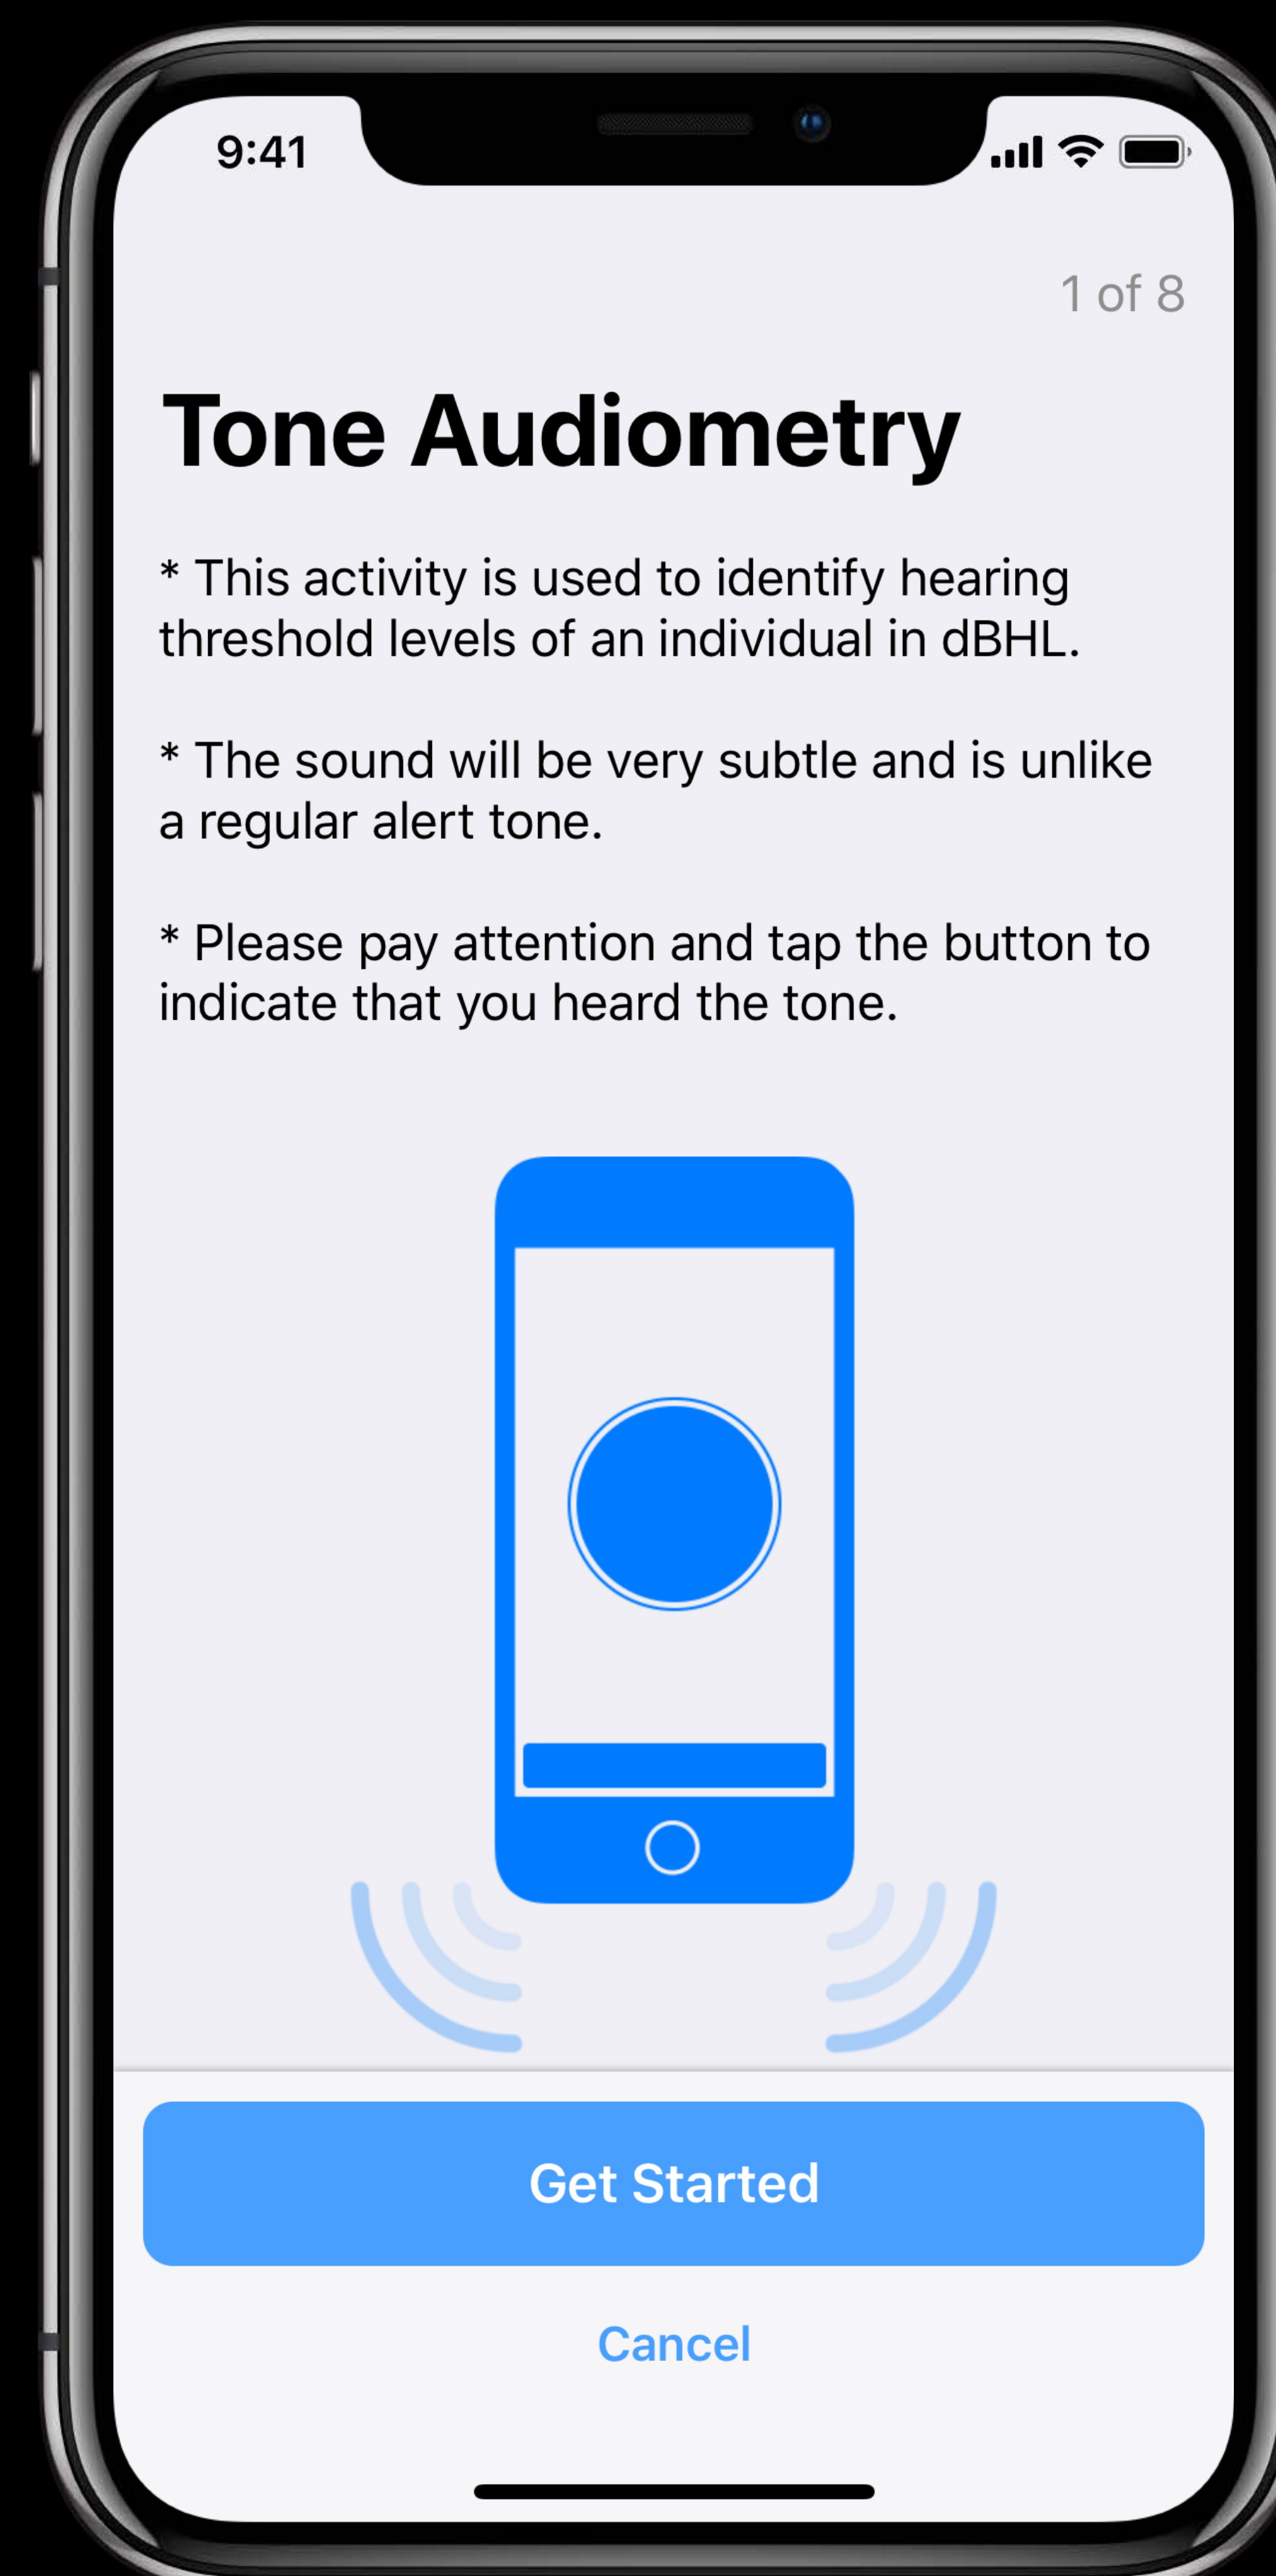 9:41
1 of 8
Tone Audiometry
* This activity is used to identify hearing
threshold levels of an individual in dBHL.
* The sound will be very subtle and is unlike
a regular alert tone.
* Please pay attention and tap the button to
indicate that you heard the tone.
Get Started
Cancel